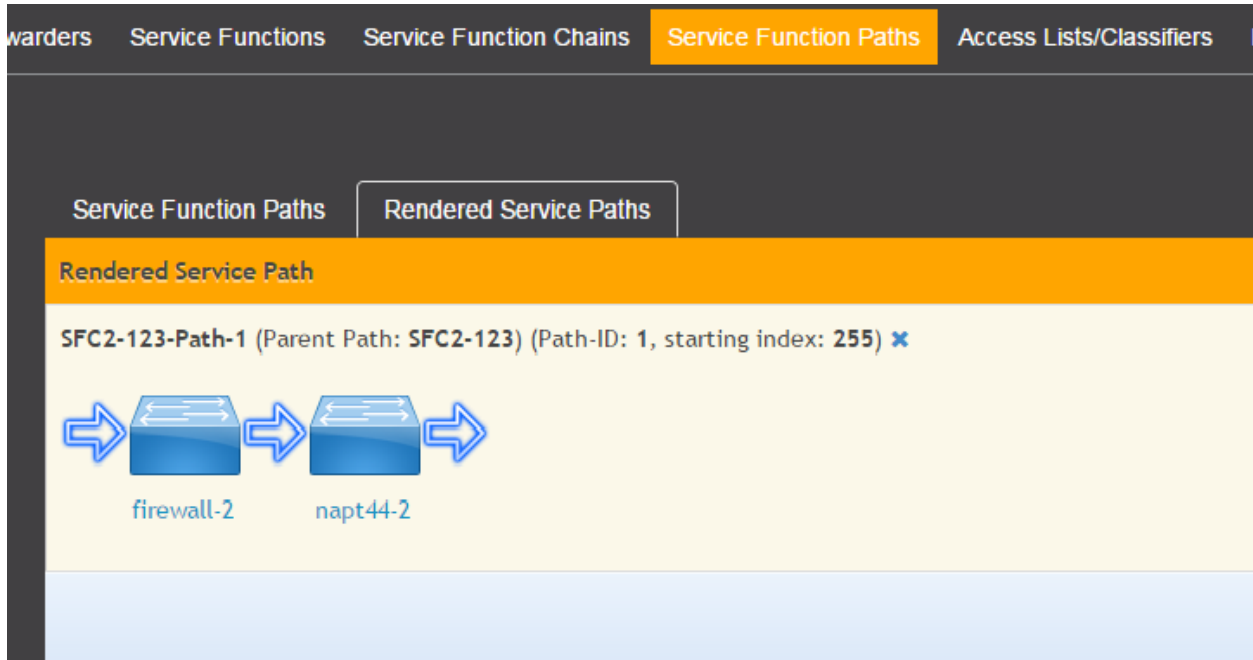 warders Service Functions Service Function Chains Service Function Paths Access Lists/Classifiers
Service Function Paths Rendered Service Paths
Rendered Service Path
SFC2-123-Path-1 (Parent Path: SFC2-123) (Path-ID: 1, starting index: 255) ✖
firewall-2 napt44-2